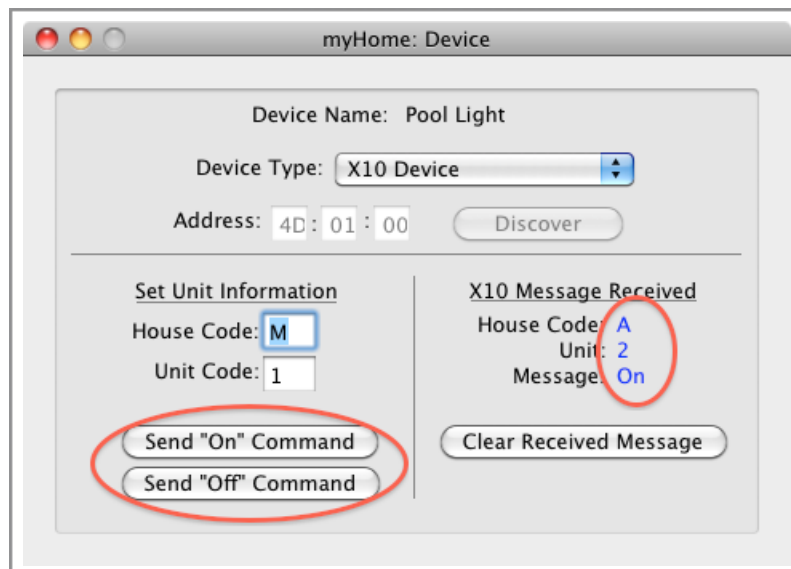 myHome: Device
Device Name: Pool Light
Device Type: X10 Device
Address: 4D : 01 : 00 Discover
Set Unit Information
House Code: M
Unit Code: 1
Send "On" Command
Send "Off" Command
X10 Message Received
House Code: A
Unit: 2
Message: On
Clear Received Message